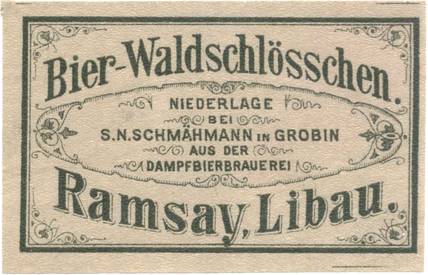 Bier-Waldschlösschen.
NIEDERLAGE
BEI
S.N.SCHMÄHMANN IN GROBIN
AUS DER
DAMPFBIERBRAUEREI
Ramsay, Libau.